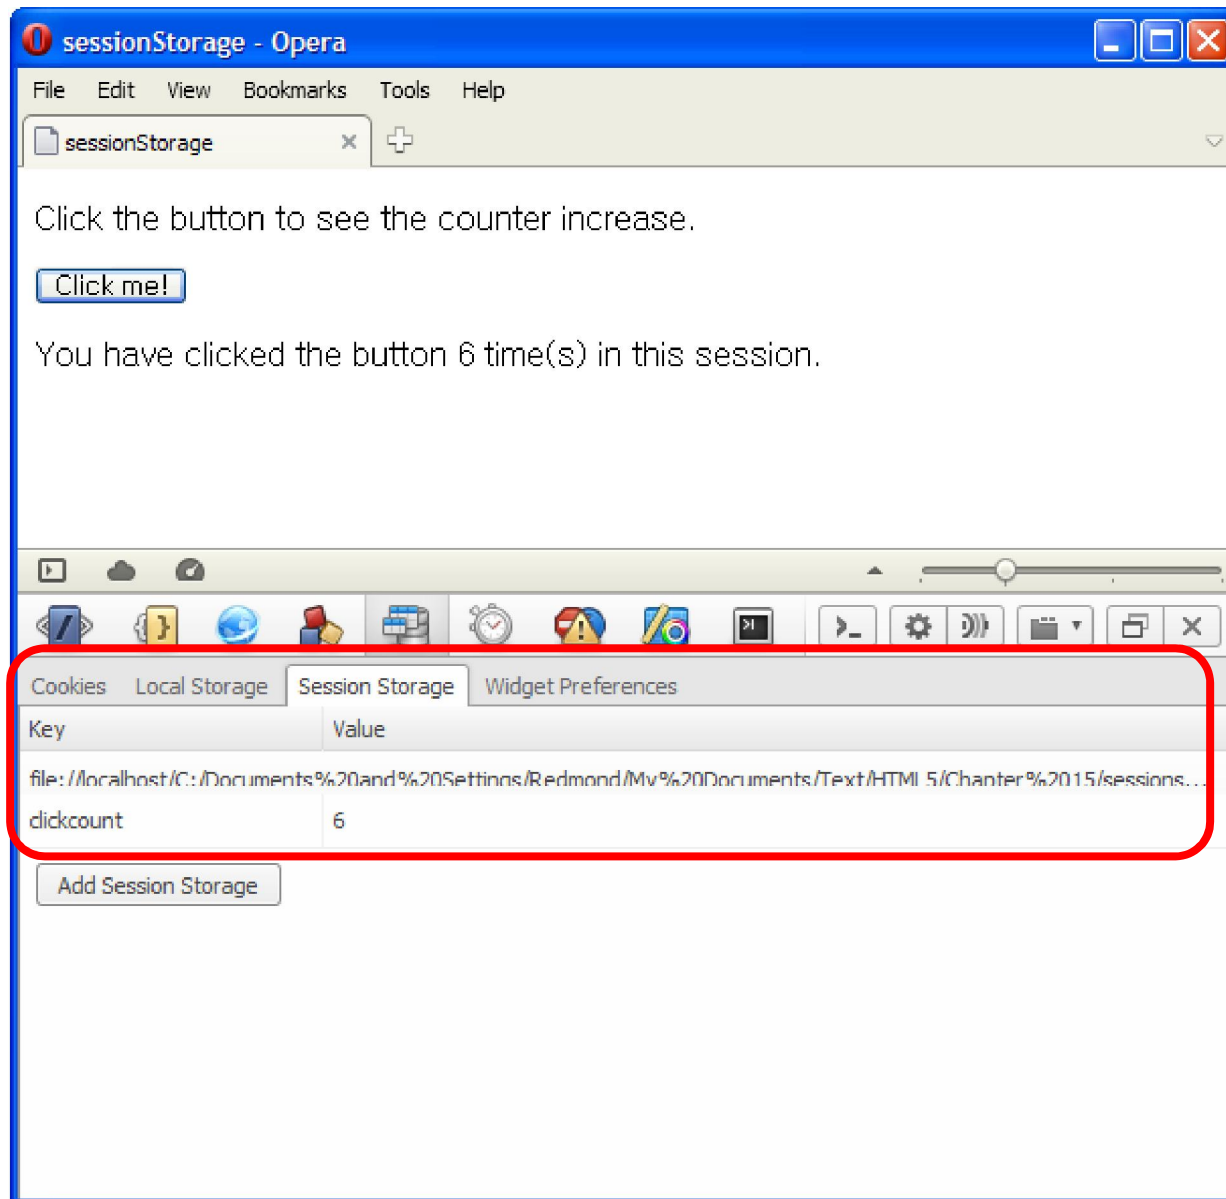 sessionStorage - Opera
File Edit View Bookmarks Tools Help
sessionStorage
Click the button to see the counter increase.
Click me!
You have clicked the button 6 time(s) in this session.
Cookies Local Storage Session Storage Widget Preferences
Key Value
file://localhost/C:/Documents%20and%20Settings/Redmond/My%20Documents/Text/HTML5/Chapter%2015/sessions...
clickcount 6
Add Session Storage